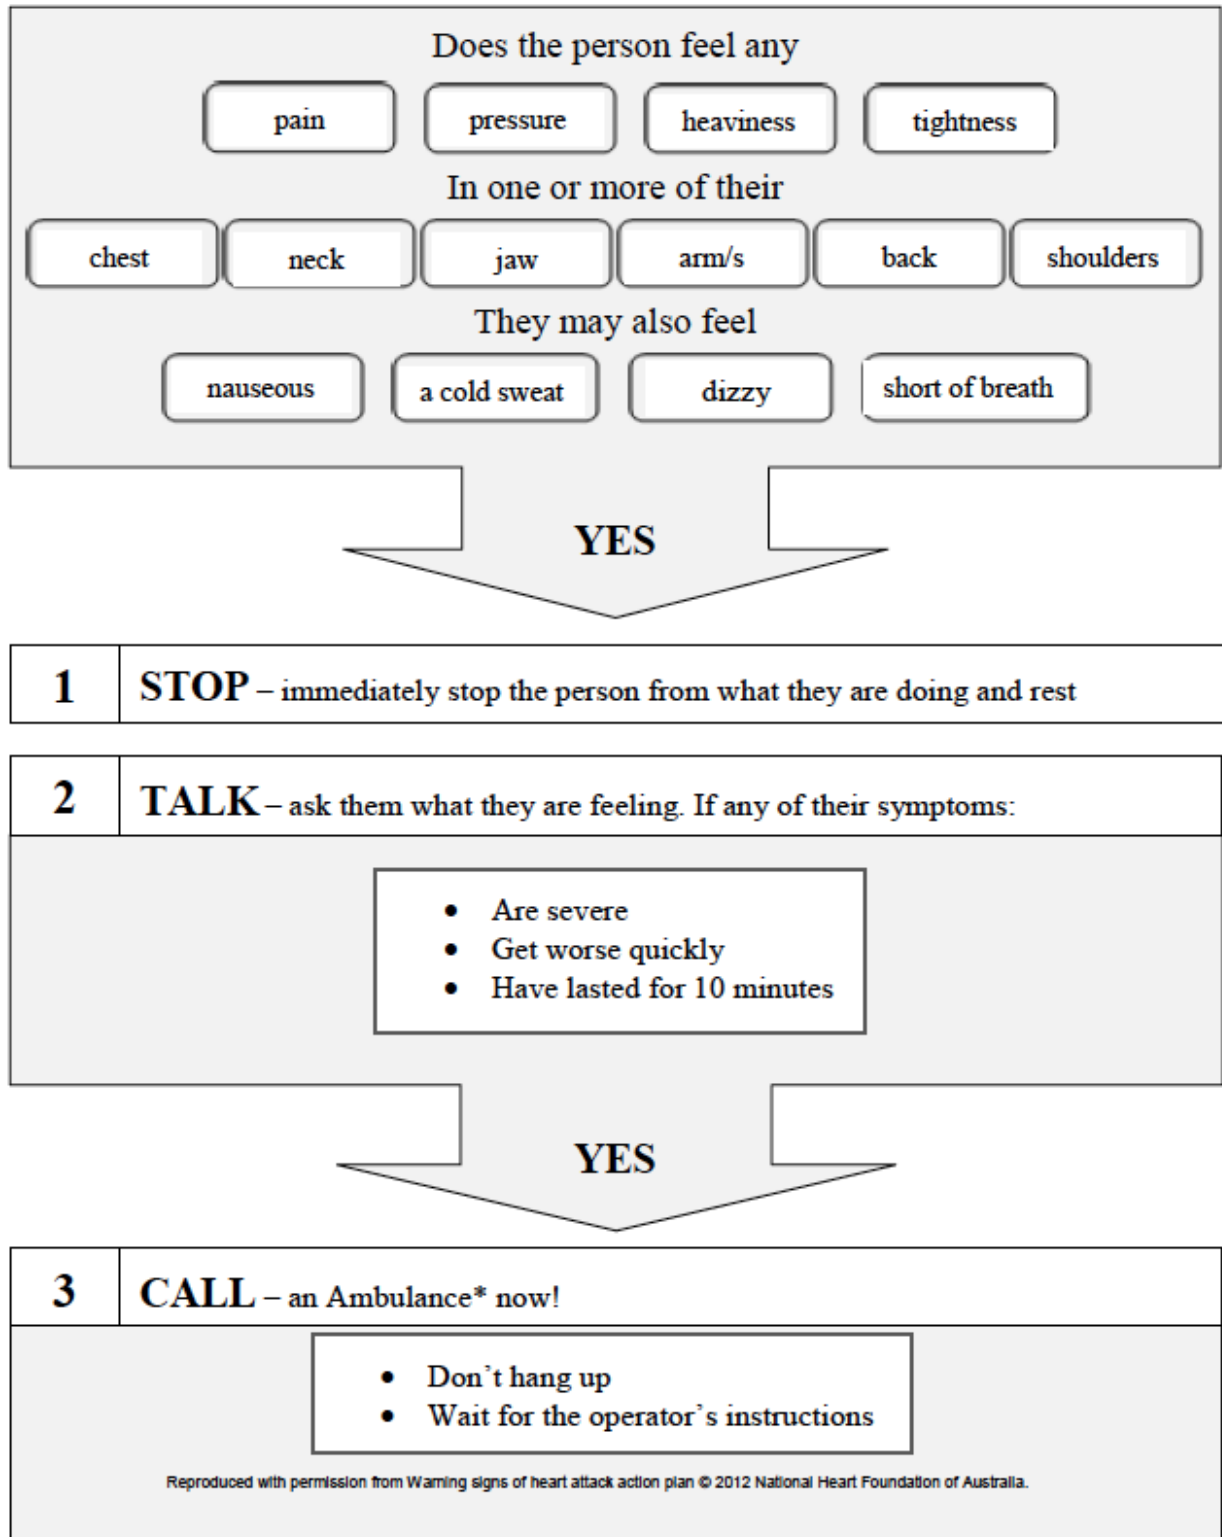 Does the person feel any
pain pressure heaviness tightness
In one or more of their
chest neck jaw arm/s back shoulders
They may also feel
nauseous a cold sweat dizzy short of breath
YES
1 STOP – immediately stop the person from what they are doing and rest
2 TALK – ask them what they are feeling. If any of their symptoms:
• Are severe
• Get worse quickly
• Have lasted for 10 minutes
YES
3 CALL – an Ambulance* now!
• Don’t hang up
• Wait for the operator’s instructions
Reproduced with permission from Warning signs of heart attack action plan © 2012 National Heart Foundation of Australia.